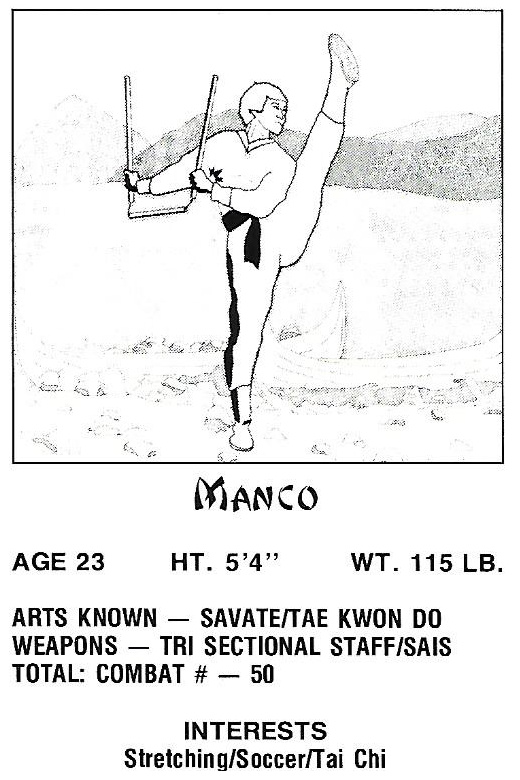 MANCO
AGE 23 HT. 5'4'' WT. 115 LB.
ARTS KNOWN — SAVATE/TAE KWON DO
WEAPONS — TRI SECTIONAL STAFF/SAIS
TOTAL: COMBAT # — 50
INTERESTS
Stretching/Soccer/Tai Chi